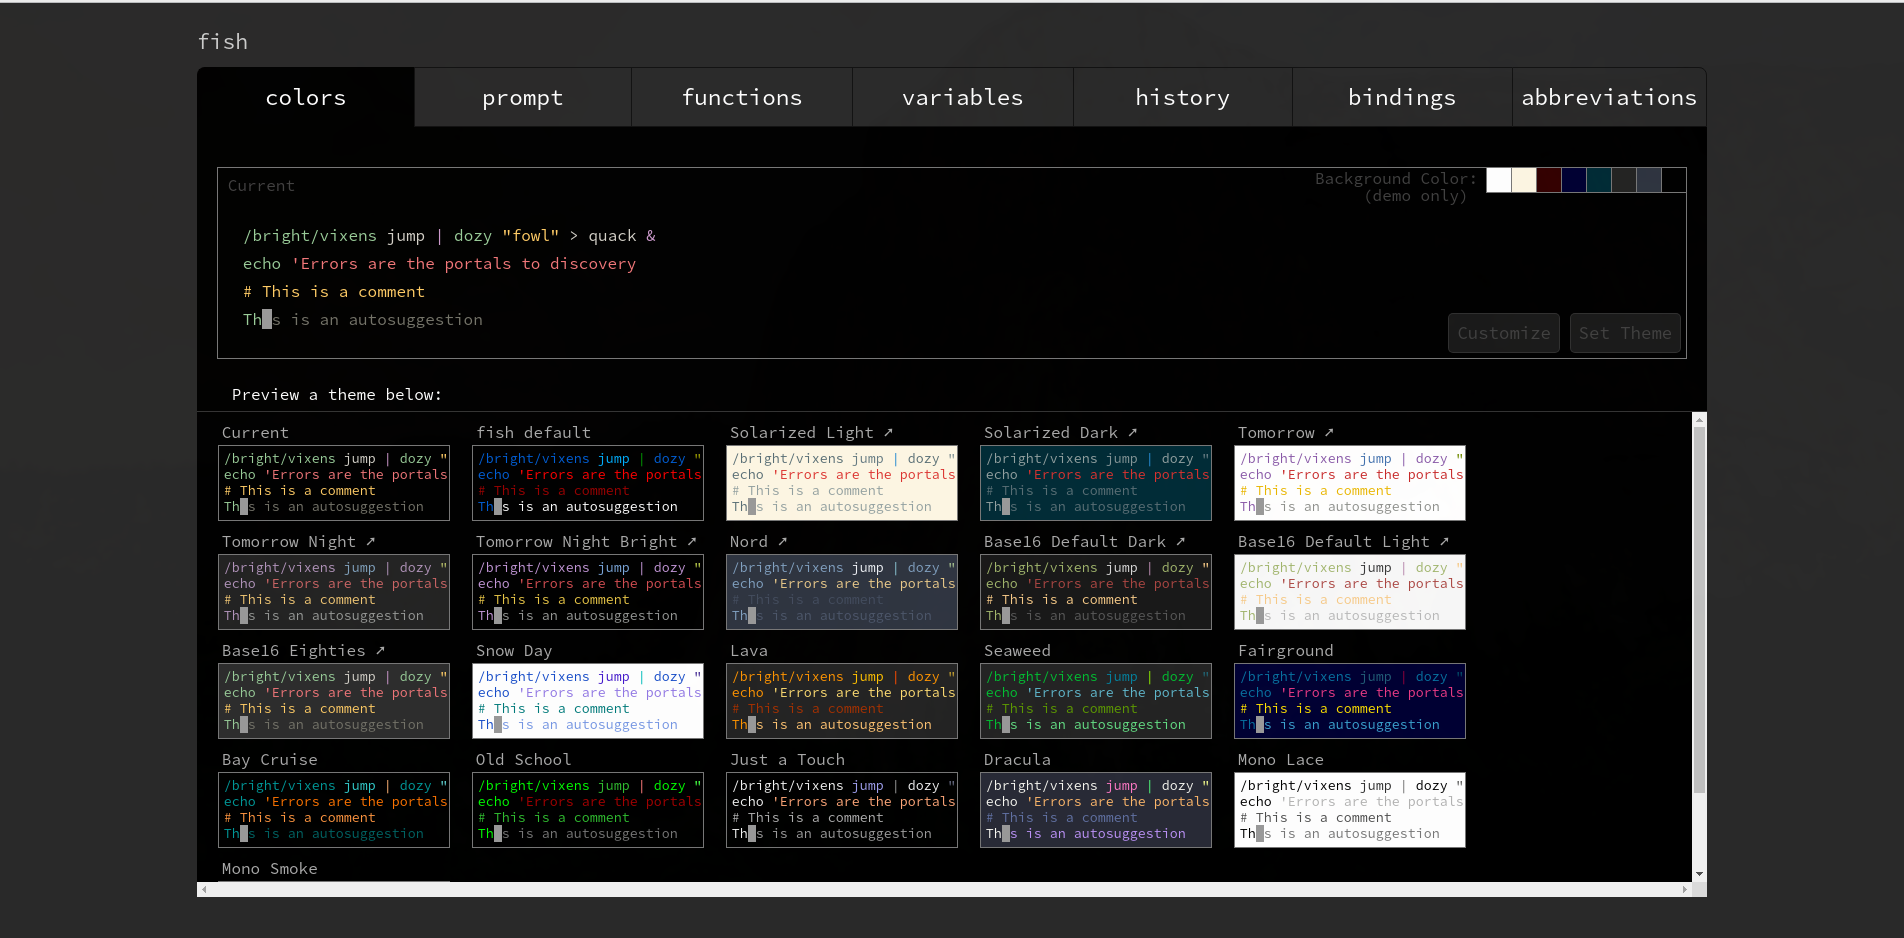 fish
colors prompt functions variables history bindings abbreviations
Current
Background Color:
(demo only)
/bright/vixens jump | dozy "fowl" > quack &
echo 'Errors are the portals to discovery
# This is a comment
Th s is an autosuggestion
Customize Set Theme
Preview a theme below:
Current
/bright/vixens jump | dozy "
echo 'Errors are the portals
# This is a comment
Th s is an autosuggestion
fish default
/bright/vixens jump | dozy "
echo 'Errors are the portals
# This is a comment
Th s is an autosuggestion
Solarized Light ↗
/bright/vixens jump | dozy "
echo 'Errors are the portals
# This is a comment
Th s is an autosuggestion
Solarized Dark ↗
/bright/vixens jump | dozy "
echo 'Errors are the portals
# This is a comment
Th s is an autosuggestion
Tomorrow ↗
/bright/vixens jump | dozy "
echo 'Errors are the portals
# This is a comment
Th s is an autosuggestion
Tomorrow Night ↗
/bright/vixens jump | dozy "
echo 'Errors are the portals
# This is a comment
Th s is an autosuggestion
Tomorrow Night Bright ↗
/bright/vixens jump | dozy "
echo 'Errors are the portals
# This is a comment
Th s is an autosuggestion
Nord ↗
/bright/vixens jump | dozy "
echo 'Errors are the portals
# This is a comment
Th s is an autosuggestion
Base16 Default Dark ↗
/bright/vixens jump | dozy "
echo 'Errors are the portals
# This is a comment
Th s is an autosuggestion
Base16 Default Light ↗
/bright/vixens jump | dozy "
echo 'Errors are the portals
# This is a comment
Th s is an autosuggestion
Base16 Eighties ↗
/bright/vixens jump | dozy "
echo 'Errors are the portals
# This is a comment
Th s is an autosuggestion
Snow Day
/bright/vixens jump | dozy "
echo 'Errors are the portals
# This is a comment
Th s is an autosuggestion
Lava
/bright/vixens jump | dozy "
echo 'Errors are the portals
# This is a comment
Th s is an autosuggestion
Seaweed
/bright/vixens jump | dozy "
echo 'Errors are the portals
# This is a comment
Th s is an autosuggestion
Fairground
/bright/vixens jump | dozy "
echo 'Errors are the portals
# This is a comment
Th s is an autosuggestion
Bay Cruise
/bright/vixens jump | dozy "
echo 'Errors are the portals
# This is a comment
Th s is an autosuggestion
Old School
/bright/vixens jump | dozy "
echo 'Errors are the portals
# This is a comment
Th s is an autosuggestion
Just a Touch
/bright/vixens jump | dozy "
echo 'Errors are the portals
# This is a comment
Th s is an autosuggestion
Dracula
/bright/vixens jump | dozy "
echo 'Errors are the portals
# This is a comment
Th s is an autosuggestion
Mono Lace
/bright/vixens jump | dozy "
echo 'Errors are the portals
# This is a comment
Th s is an autosuggestion
Mono Smoke